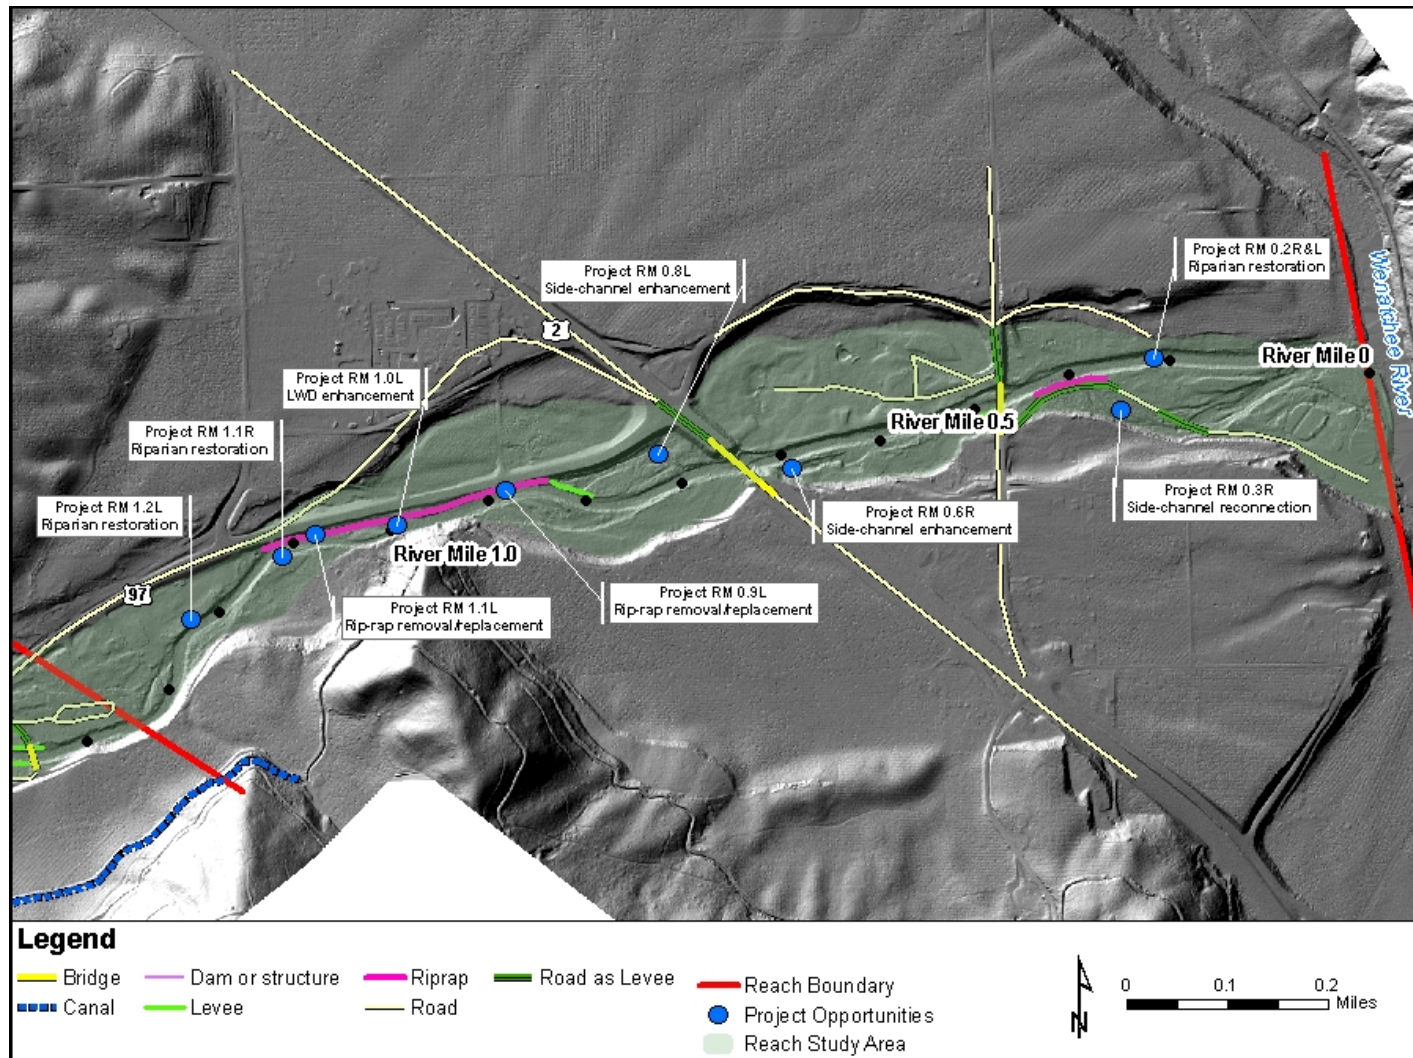 Project RM 0.2R&L
Riparian restoration
Project RM 0.8L
Side-channel enhancement
Wenatchee River
2
River Mile 0
Project RM 1.0L
LWD enhancement
River Mile 0.5
Project RM 1.1R
Riparian restoration
Project RM 0.3R
Side-channel reconnection
Project RM 1.2L
Riparian restoration
Project RM 0.6R
Side-channel enhancement
River Mile 1.0
97
Project RM 1.1L
Rip-rap removal/replacement
Project RM 0.9L
Rip-rap removal/replacement
Legend
Bridge
Dam or structure
Riprap
Road as Levee
Reach Boundary
Canal
Levee
Road
Project Opportunities
Reach Study Area
N
0 0.1 0.2
Miles